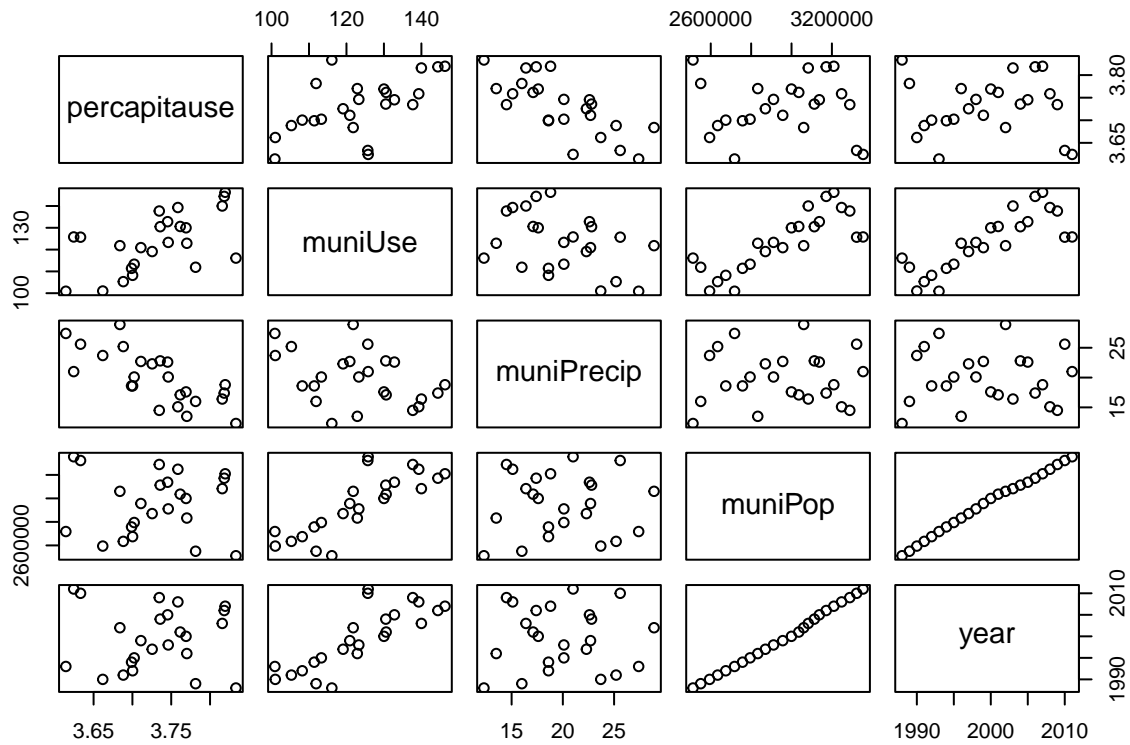 100 120 140 2600000 3200000
percapitause 3.65 3.80
100 130 muniUse
muniPrecip 15 25
2600000 muniPop
year 1990 2010
3.65 3.75 15 20 25 1990 2000 2010